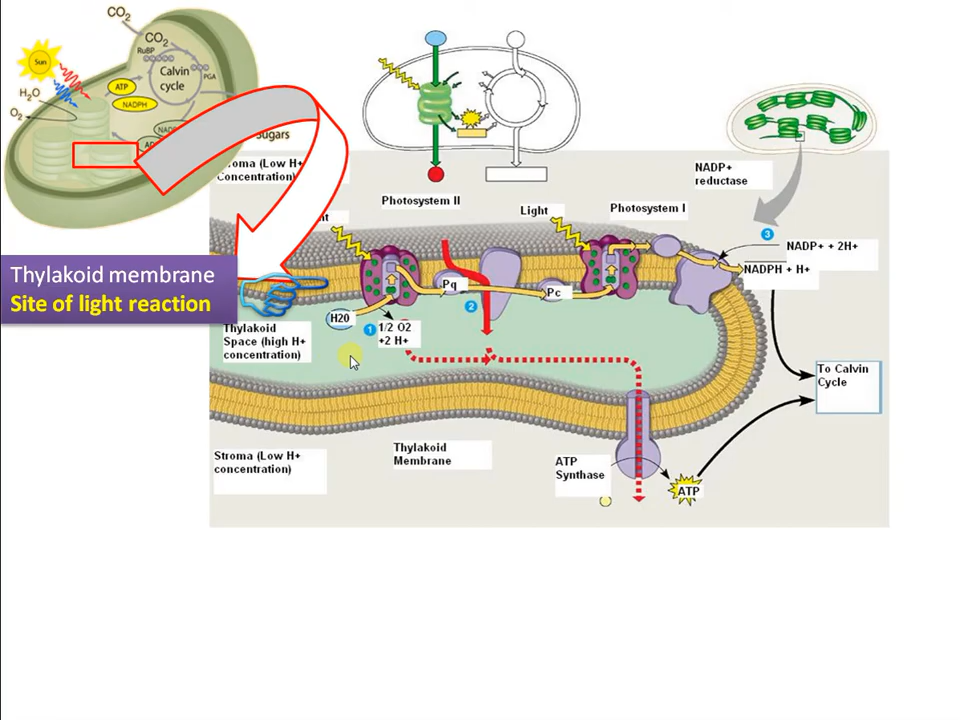 CO2
CO2
RuBP
Sun
Calvin
cycle
PGA
ATP
NADPH
H2O
O2
Sugars
Concentration)
Photosystem II
Light
Photosystem I
NADP+
reductase
3
NADP+ + 2H+
NADPH + H+
Thylakoid membrane
Site of light reaction
Pq
Pc
2
H20
1
1/2 O2
+2 H+
Thylakoid
Space (high H+
concentration)
To Calvin
Cycle
Stroma (Low H+
concentration)
Thylakoid
Membrane
ATP
Synthase
ATP